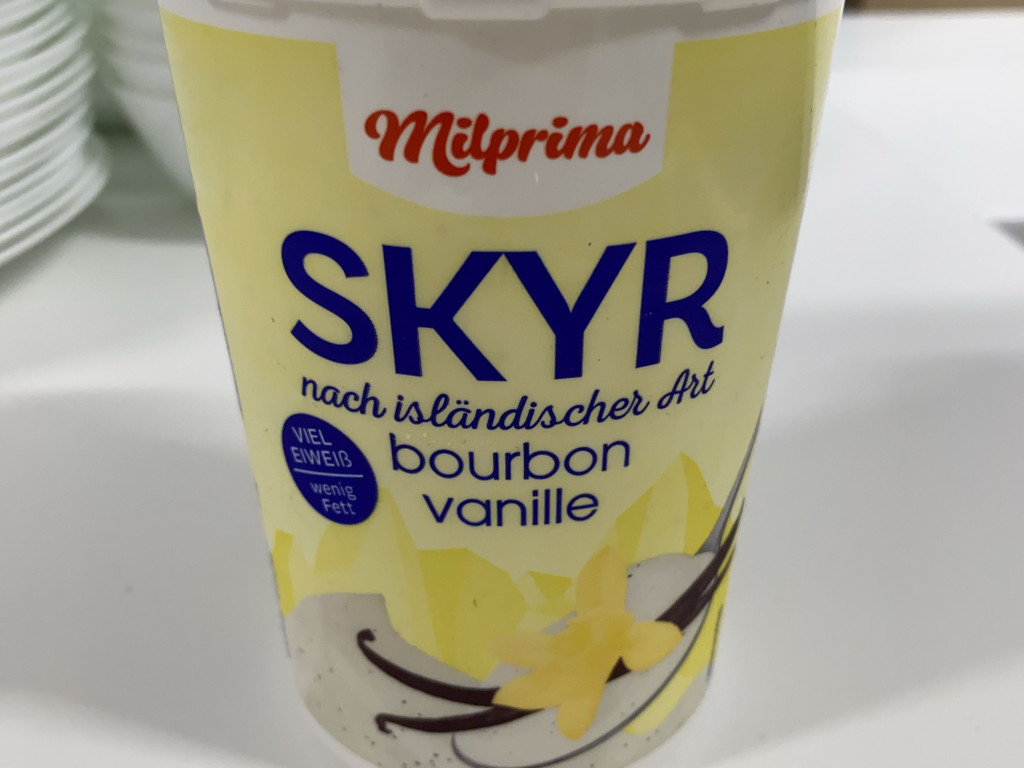 Milprima
SKYR
nach isländischer Art
VIEL
EIWEIß
wenig
Fett
bourbon
vanille